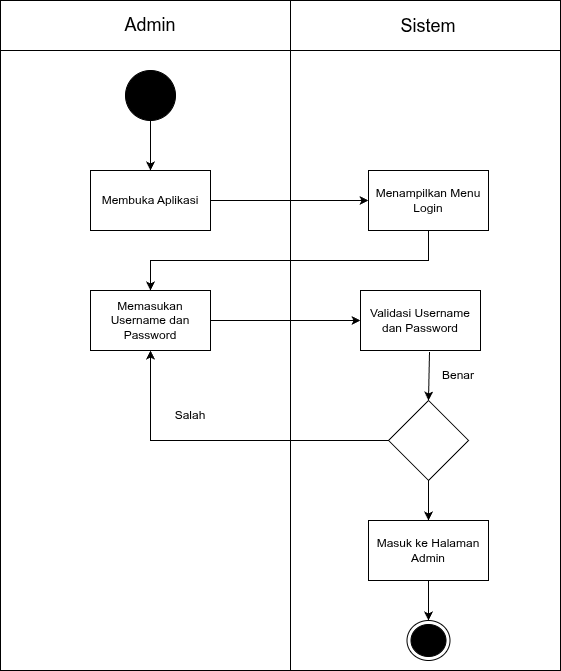 Admin
Sistem
Membuka Aplikasi
Menampilkan Menu
Login
Memasukan
Username dan
Password
Validasi Username
dan Password
Benar
Salah
Masuk ke Halaman
Admin